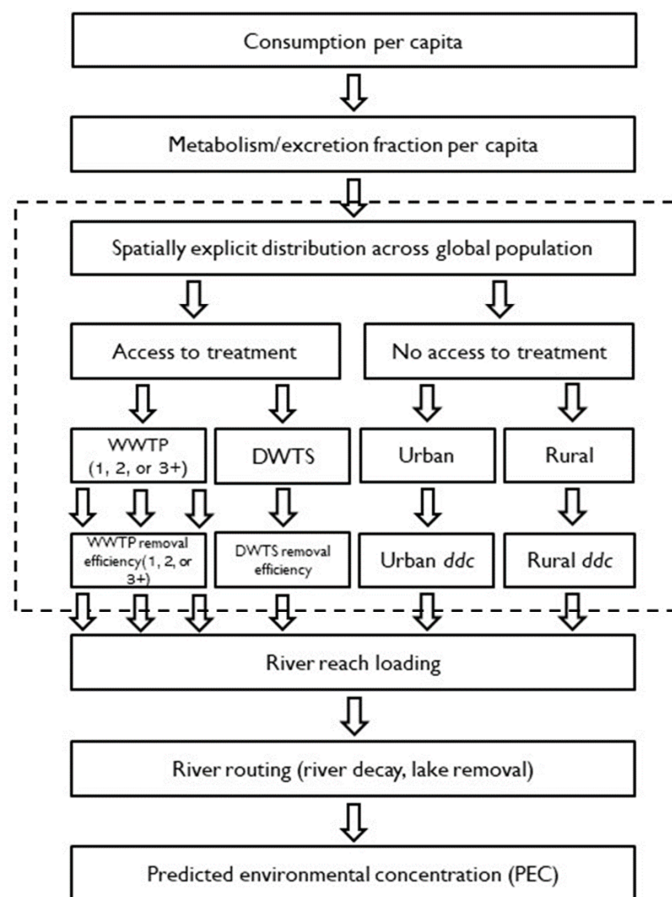 Consumption per capita
Metabolism/excretion fraction per capita
Spatially explicit distribution across global population
Access to treatment
No access to treatment
WWTP
(1, 2, or 3+)
DWTS
Urban
Rural
WWTP removal
efficiency(1, 2, or
3+)
DWTS removal
efficiency
Urban ddc
Rural ddc
River reach loading
River routing (river decay, lake removal)
Predicted environmental concentration (PEC)